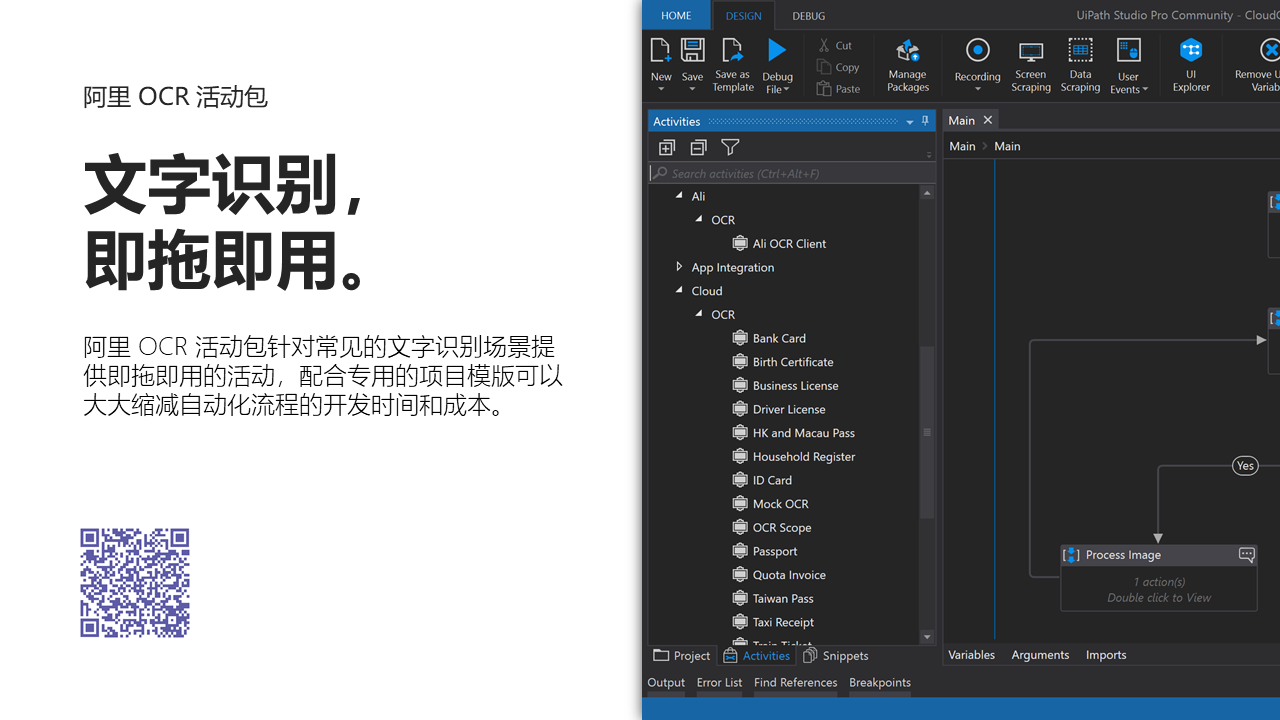 阿里 OCR 活动包
文字识别，
即拖即用。
阿里 OCR 活动包针对常见的文字识别场景提
供即拖即用的活动，配合专用的项目模版可以
大大缩减自动化流程的开发时间和成本。
HOME DESIGN DEBUG UiPath Studio Pro Community - Cloud
New Save Save as Template Debug File Cut Copy Paste Manage Packages Recording Screen Scraping Data Scraping User Events UI Explorer Remove
Activities
Search activities (Ctrl+Alt+F)
Ali
OCR
Ali OCR Client
App Integration
Cloud
OCR
Bank Card
Birth Certificate
Business License
Driver License
HK and Macau Pass
Household Register
ID Card
Mock OCR
OCR Scope
Passport
Quota Invoice
Taiwan Pass
Taxi Receipt
Train Ticket
Project Activities Snippets
Output Error List Find References Breakpoints
Main
Main Main
Yes
Process Image
1 action(s)
Double click to View
Variables Arguments Imports